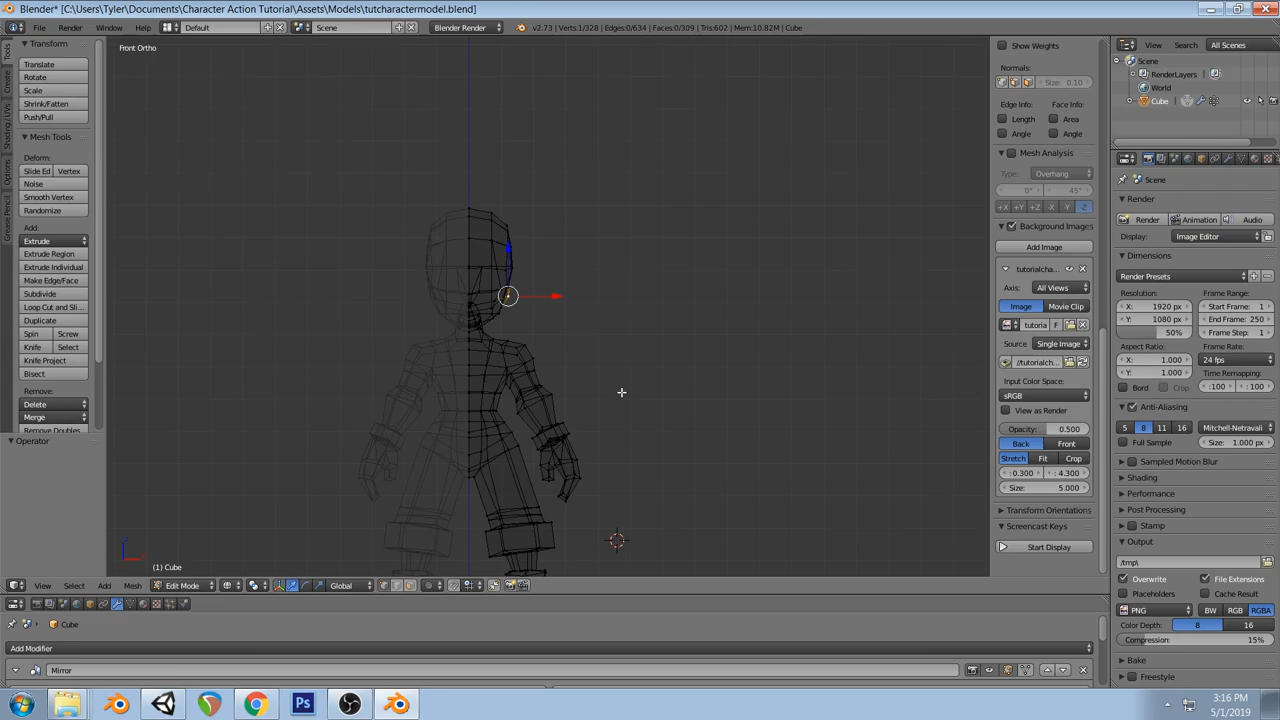 Blender* [C:\Users\Tyler\Documents\Character Action Tutorial\Assets\Models\tutcharactermodel.blend]
File Render Window Help Default Scene Blender Render v2.73 | Verts:1/328 | Edges:0/634 | Faces:0/309 | Tris:602 | Mem:10.82M | Cube
Transform
Translate
Rotate
Scale
Shrink/Fatten
Push/Pull
Mesh Tools
Deform:
Slide Ed Vertex
Noise
Smooth Vertex
Randomize
Add:
Extrude
Extrude Region
Extrude Individual
Make Edge/Face
Subdivide
Loop Cut and Sli...
Duplicate
Spin Screw
Knife Select
Knife Project
Bisect
Remove:
Delete
Merge
Remove Doubles
Operator
Tools
Create
Shading / UVs
Options
Grease Pencil
Front Ortho
(1) Cube
Show Weights
Normals:
Size: 0.10
Edge Info: Face Info:
Length Area
Angle Angle
Mesh Analysis
Type: Overhang
0° 45°
+X +Y +Z -X -Y -Z
Background Images
Add Image
tutorialcha
Axis: All Views
Image Movie Clip
tutoria F
Source Single Image
//tutorialch...
Input Color Space:
sRGB
View as Render
Opacity: 0.500
Back Front
Stretch Fit Crop
: 0.300 : 4.300
Size: 5.000
Transform Orientations
Screencast Keys
Start Display
View Search All Scenes
Scene
RenderLayers
World
Cube
Scene
Render
Render Animation Audio
Display: Image Editor
Dimensions
Render Presets
Resolution: Frame Range:
X: 1920 px Start Frame: 1
Y: 1080 px End Frame: 250
50% Frame Step: 1
Aspect Ratio: Frame Rate:
X: 1.000 24 fps
Y: 1.000 Time Remapping:
Bord Crop :100 :100
Anti-Aliasing
5 8 11 16 Mitchell-Netravali
Full Sample Size: 1.000 px
Sampled Motion Blur
Shading
Performance
Post Processing
Stamp
Output
/tmp\
Overwrite File Extensions
Placeholders Cache Result
PNG BW RGB RGBA
Color Depth: 8 16
Compression: 15%
Bake
Freestyle
View Select Add Mesh Edit Mode Global
Cube
Add Modifier
Mirror
3:16 PM
5/1/2019